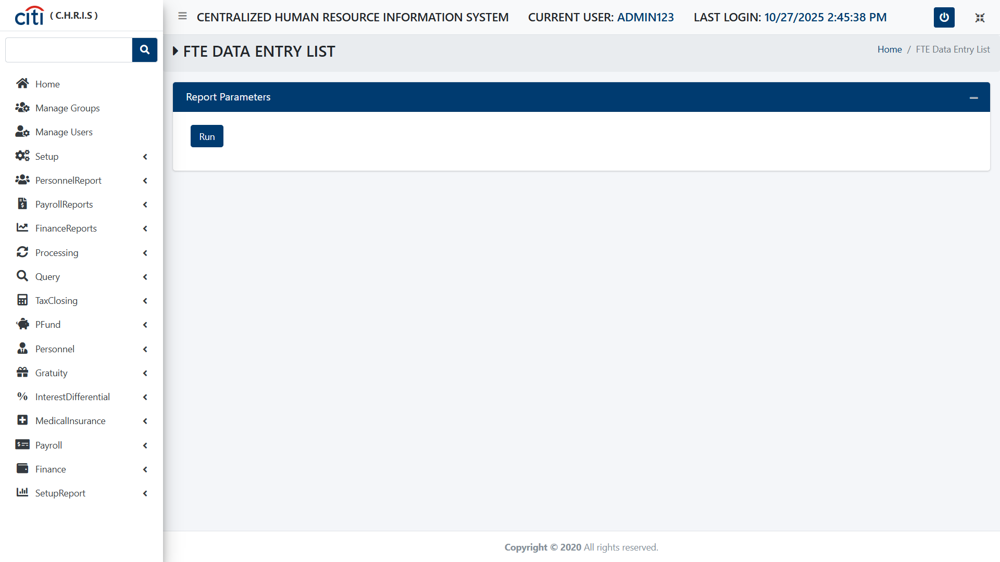 citi ( C.H.R.I.S )
CENTRALIZED HUMAN RESOURCE INFORMATION SYSTEM CURRENT USER: ADMIN123 LAST LOGIN: 10/27/2025 2:45:38 PM
FTE DATA ENTRY LIST
Home / FTE Data Entry List
Home
Manage Groups
Manage Users
Setup
PersonnelReport
PayrollReports
FinanceReports
Processing
Query
TaxClosing
PFund
Personnel
Gratuity
% InterestDifferential
MedicalInsurance
Payroll
Finance
SetupReport
Report Parameters
Run
Copyright © 2020 All rights reserved.